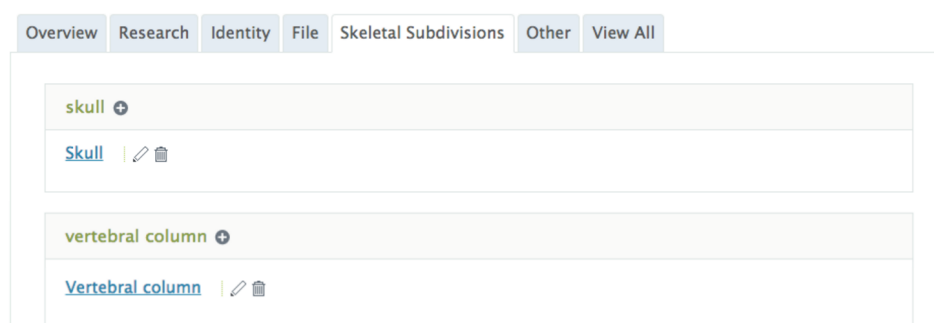 Overview Research Identity File Skeletal Subdivisions Other View All
skull
Skull
vertebral column
Vertebral column